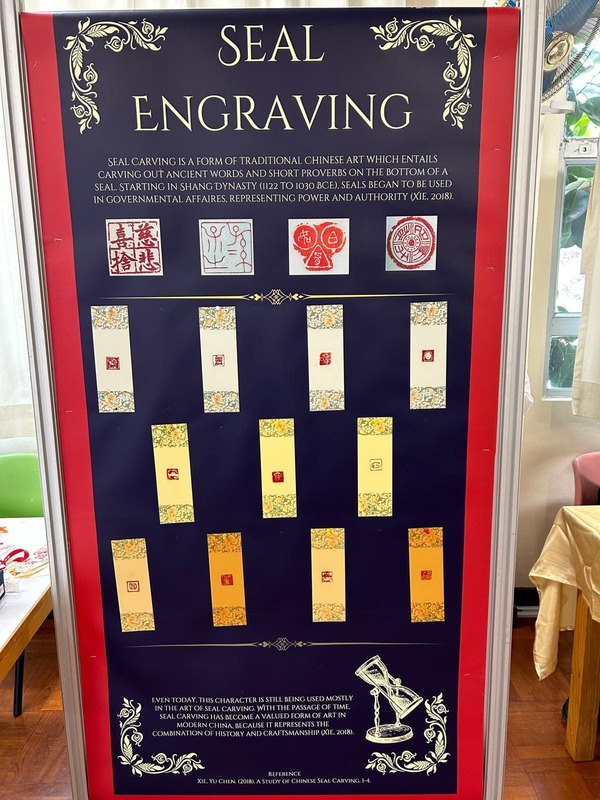 SEAL
ENGRAVING
SEAL CARVING IS A FORM OF TRADITIONAL CHINESE ART WHICH ENTAILS
CARVING OUT ANCIENT WORDS AND SHORT PROVERBS ON THE BOTTOM OF A
SEAL. STARTING IN SHANG DYNASTY (1122 TO 1030 BCE), SEALS BEGAN TO BE USED
IN GOVERNMENTAL AFFAIRES, REPRESENTING POWER AND AUTHORITY (XIE, 2018).
慈悲
喜捨
EVEN TODAY, THIS CHARACTER IS STILL BEING USED MOSTLY
IN THE ART OF SEAL CARVING. WITH THE PASSAGE OF TIME,
SEAL CARVING HAS BECOME A VALUED FORM OF ART IN
MODERN CHINA, BECAUSE IT REPRESENTS THE
COMBINATION OF HISTORY AND CRAFTSMANSHIP (XIE, 2018).
REFERENCE
XIE, YU CHEN. (2018). A STUDY OF CHINESE SEAL CARVING. 1-4.
3